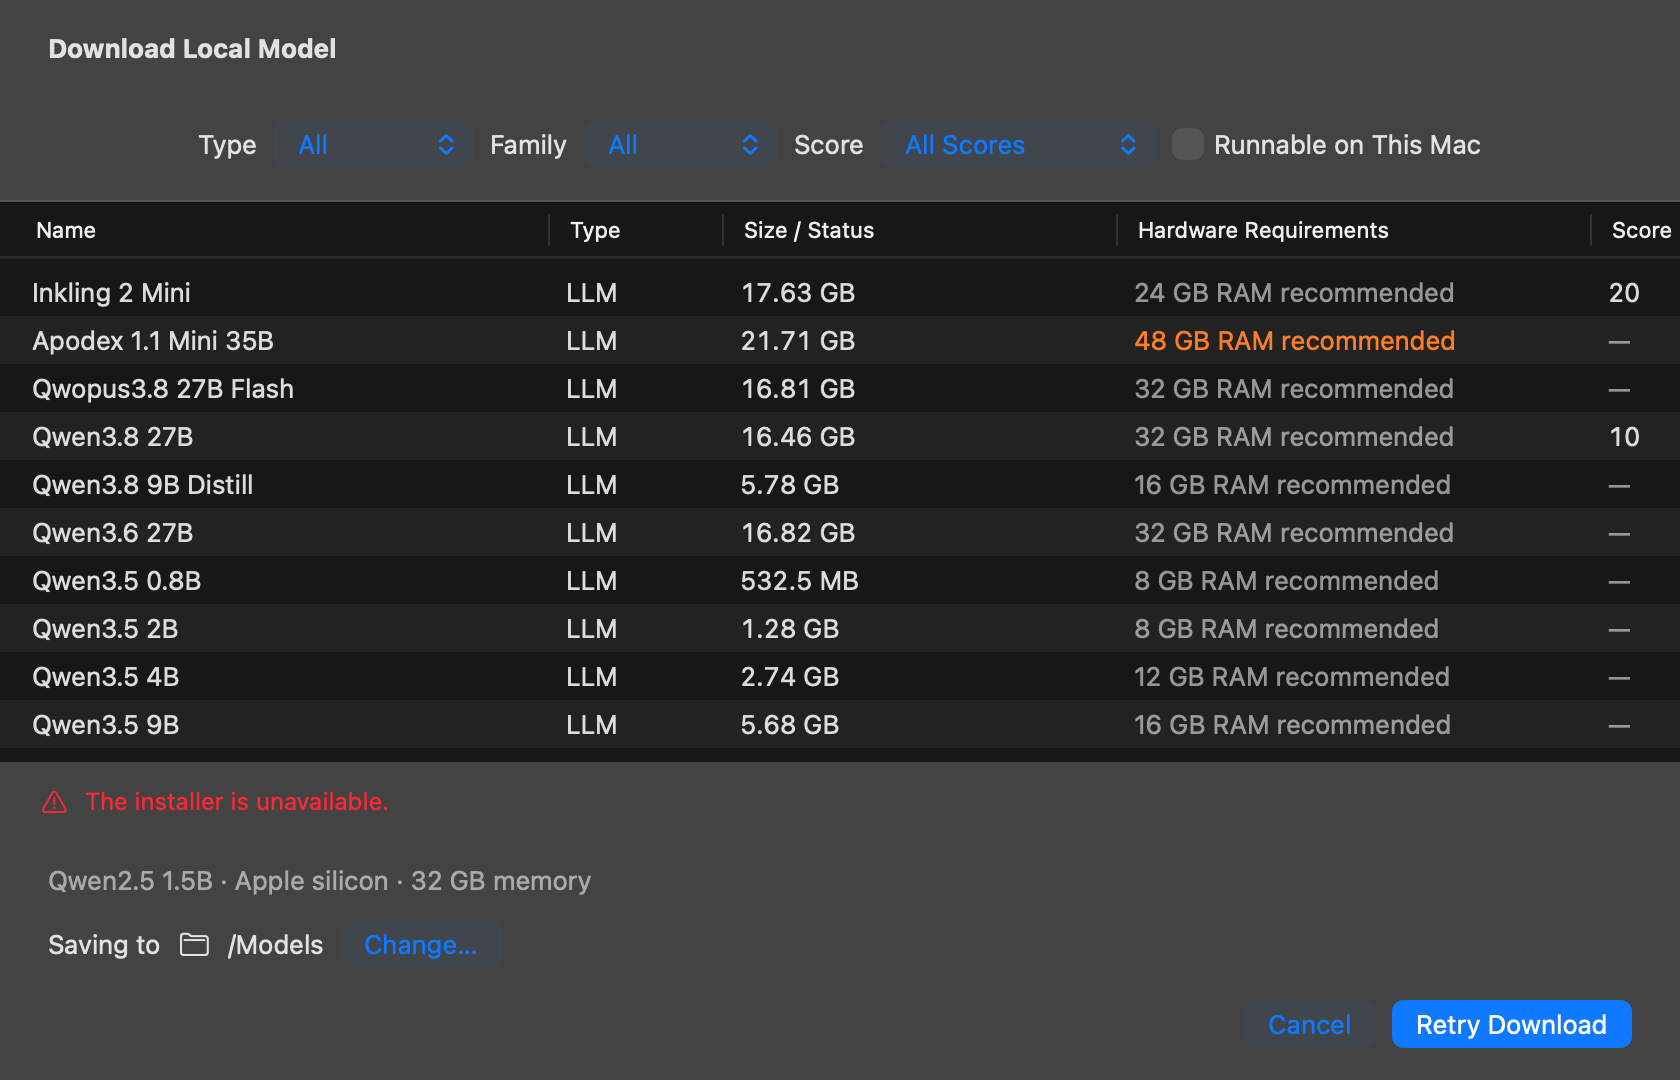 Download Local Model
Type All Family All Score All Scores Runnable on This Mac
Name Type Size / Status Hardware Requirements Score
Inkling 2 Mini LLM 17.63 GB 24 GB RAM recommended 20
Apodex 1.1 Mini 35B LLM 21.71 GB 48 GB RAM recommended —
Qwopus3.8 27B Flash LLM 16.81 GB 32 GB RAM recommended —
Qwen3.8 27B LLM 16.46 GB 32 GB RAM recommended 10
Qwen3.8 9B Distill LLM 5.78 GB 16 GB RAM recommended —
Qwen3.6 27B LLM 16.82 GB 32 GB RAM recommended —
Qwen3.5 0.8B LLM 532.5 MB 8 GB RAM recommended —
Qwen3.5 2B LLM 1.28 GB 8 GB RAM recommended —
Qwen3.5 4B LLM 2.74 GB 12 GB RAM recommended —
Qwen3.5 9B LLM 5.68 GB 16 GB RAM recommended —
The installer is unavailable.
Qwen2.5 1.5B · Apple silicon · 32 GB memory
Saving to /Models Change...
Cancel Retry Download